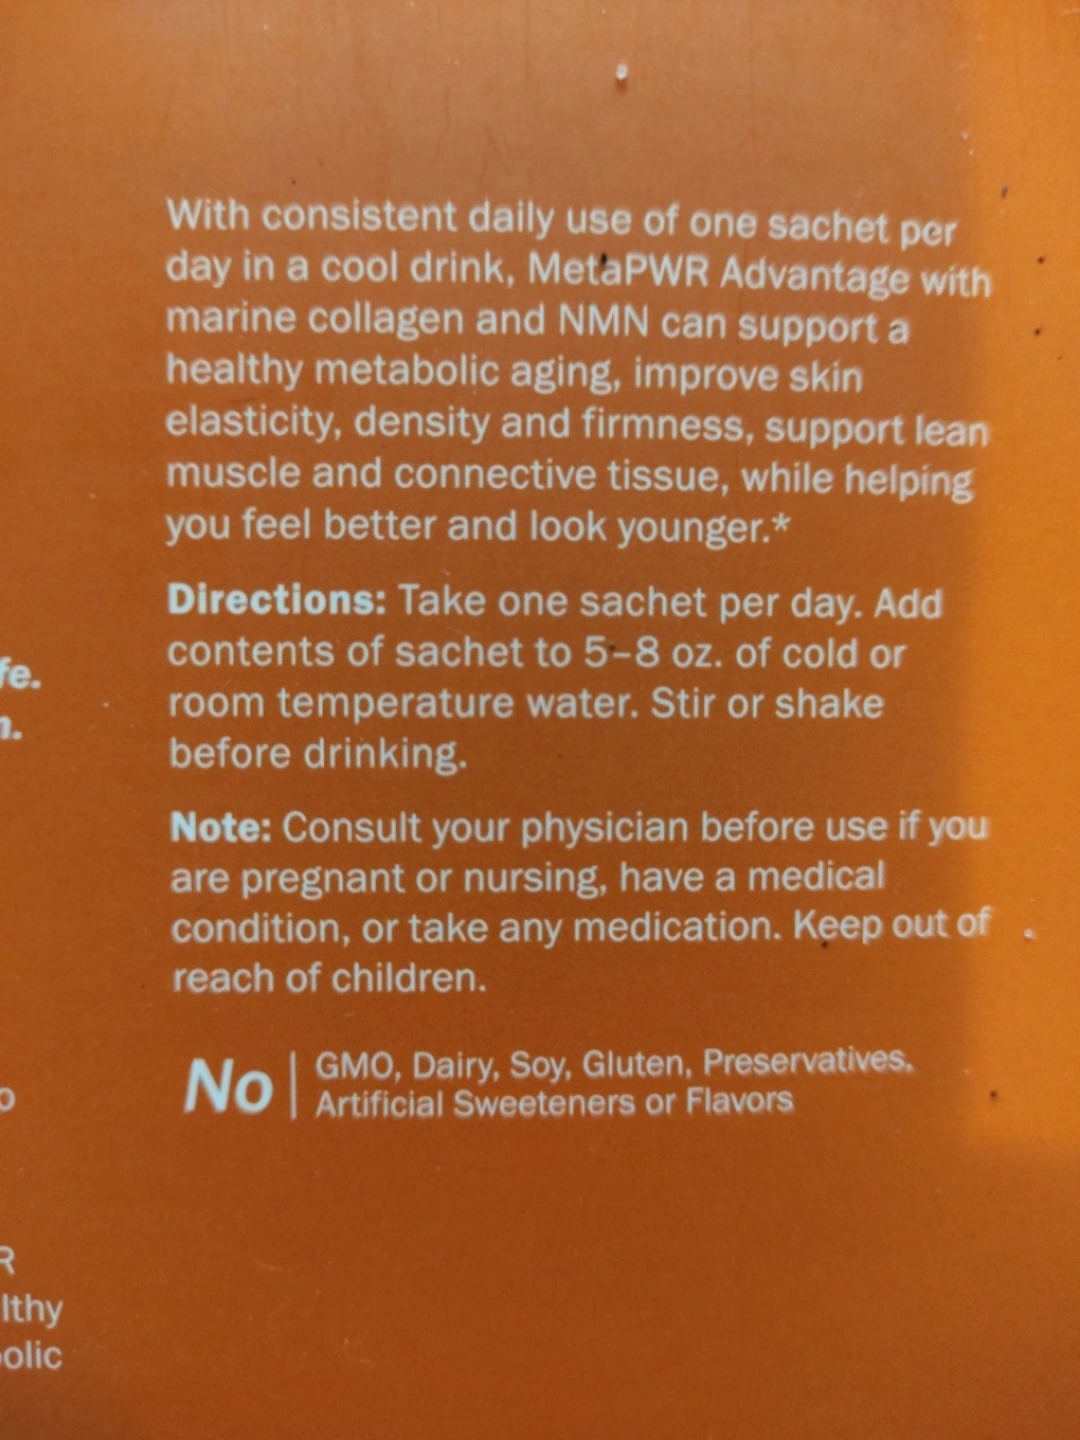 With consistent daily use of one sachet per
day in a cool drink, MetaPWR Advantage with
marine collagen and NMN can support a
healthy metabolic aging, improve skin
elasticity, density and firmness, support lean
muscle and connective tissue, while helping
you feel better and look younger.*
Directions: Take one sachet per day. Add
contents of sachet to 5–8 oz. of cold or
room temperature water. Stir or shake
before drinking.
Note: Consult your physician before use if you
are pregnant or nursing, have a medical
condition, or take any medication. Keep out of
reach of children.
No | GMO, Dairy, Soy, Gluten, Preservatives,
Artificial Sweeteners or Flavors
fe.
n.
o
R
lthy
olic